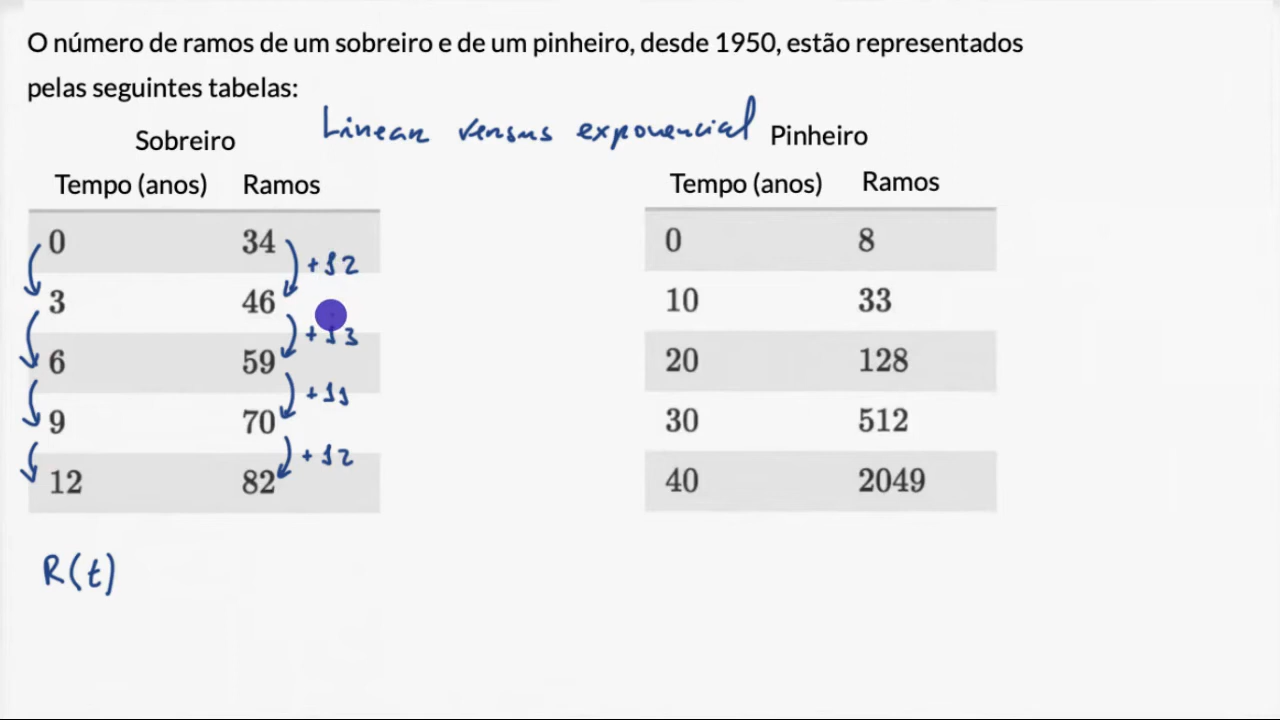 O número de ramos de um sobreiro e de um pinheiro, desde 1950, estão representados
pelas seguintes tabelas:
Linear versus exponencial
Sobreiro
Tempo (anos) Ramos
0 34
+12
3 46
+13
6 59
+11
9 70
+12
12 82
R(t)
Pinheiro
Tempo (anos) Ramos
0 8
10 33
20 128
30 512
40 2049